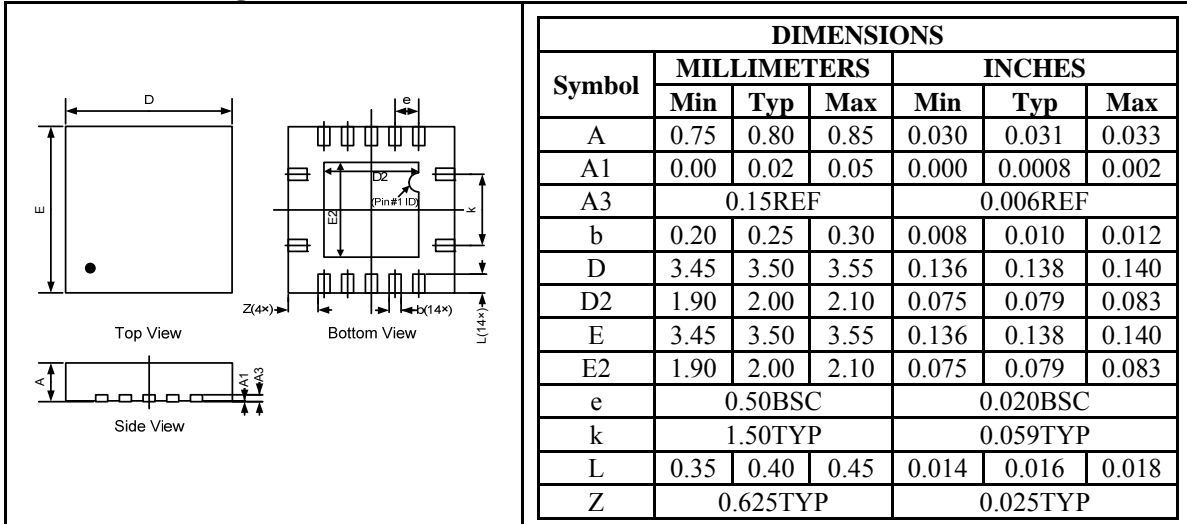 D
e
E
D2
(Pin#1 ID)
E2
k
Z(4×)
b(14×)
L(14×)
Top View
Bottom View
A
A1
A3
Side View
DIMENSIONS
Symbol MILLIMETERS INCHES
Min Typ Max Min Typ Max
A 0.75 0.80 0.85 0.030 0.031 0.033
A1 0.00 0.02 0.05 0.000 0.0008 0.002
A3 0.15REF 0.006REF
b 0.20 0.25 0.30 0.008 0.010 0.012
D 3.45 3.50 3.55 0.136 0.138 0.140
D2 1.90 2.00 2.10 0.075 0.079 0.083
E 3.45 3.50 3.55 0.136 0.138 0.140
E2 1.90 2.00 2.10 0.075 0.079 0.083
e 0.50BSC 0.020BSC
k 1.50TYP 0.059TYP
L 0.35 0.40 0.45 0.014 0.016 0.018
Z 0.625TYP 0.025TYP